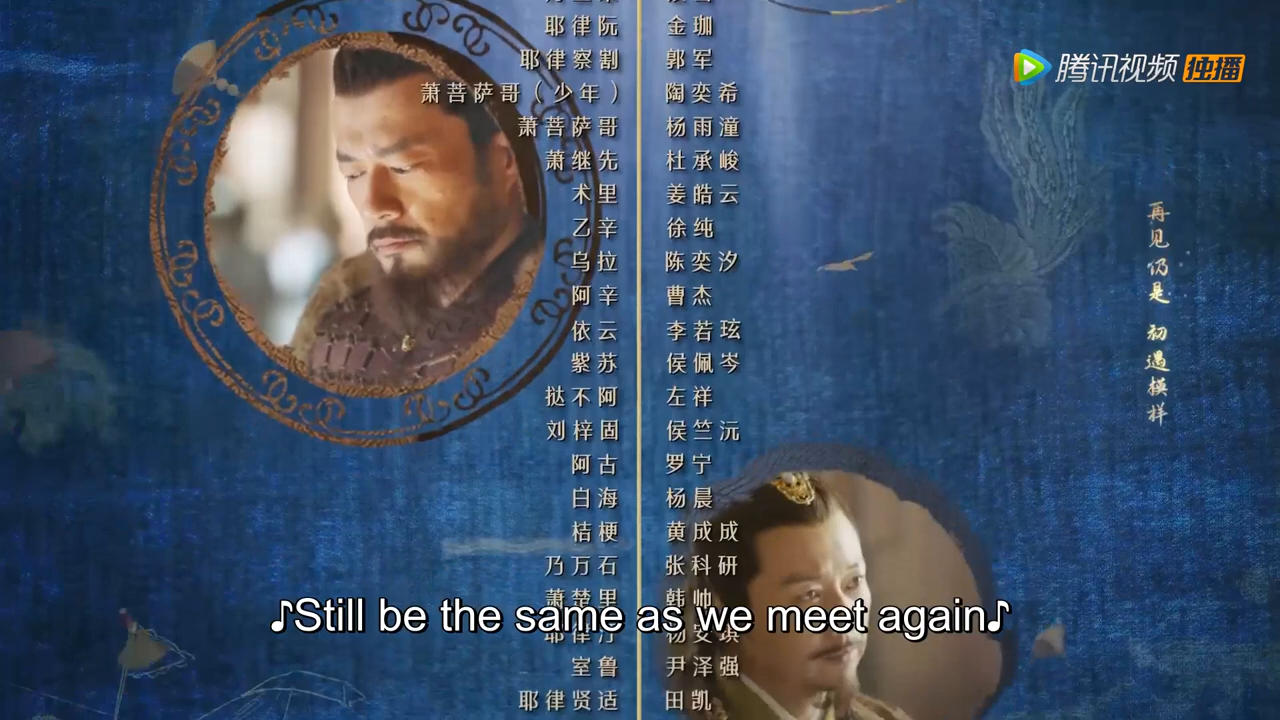 耶律阮 金珈
耶律察割 郭军
萧菩萨哥（少年） 陶奕希
萧菩萨哥 杨雨潼
萧继先 杜承峻
术里 姜皓云
乙辛 徐纯
乌拉 陈奕汐
阿辛 曹杰
依云 李若玹
紫苏 侯佩岑
挞不阿 左祥
刘梓固 侯竺沅
阿古 罗宁
白海 杨晨
桔梗 黄成成
乃万石 张科研
萧楚里 韩帅
♪Still be the same as we meet again♪
室鲁 尹泽强
耶律贤适 田凯
腾讯视频 独播
再见仍是 初遇模样